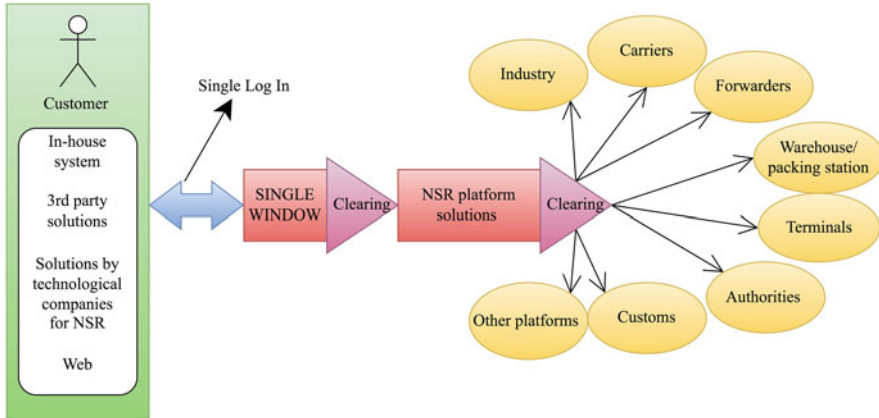 Customer
In-house
system
3rd party
solutions
Solutions by
technological
companies
for NSR
Web
Single Log In
SINGLE
WINDOW
Clearing
NSR platform
solutions
Clearing
Industry
Carriers
Forwarders
Warehouse/
packing station
Terminals
Authorities
Customs
Other platforms